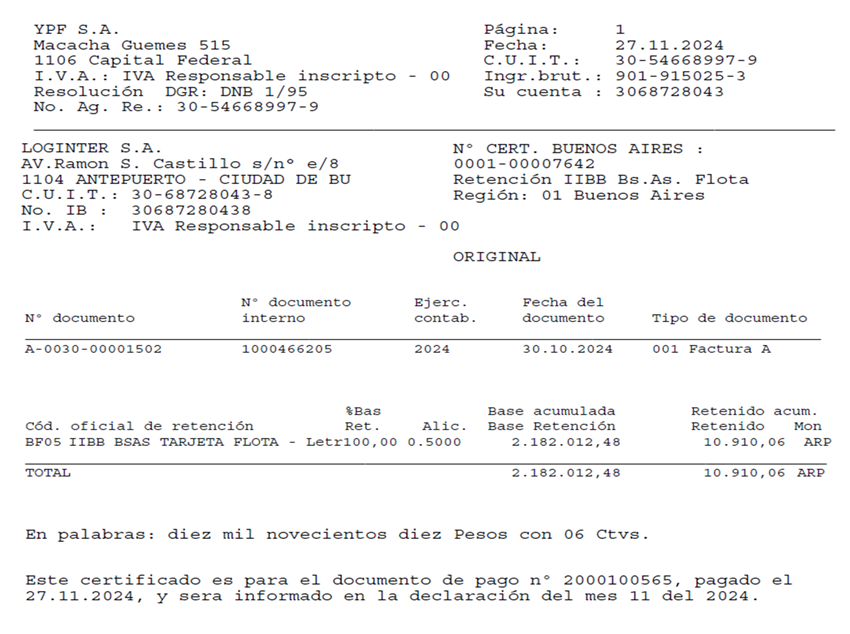 YPF S.A. Página: 1
Macacha Guemes 515 Fecha: 27.11.2024
1106 Capital Federal C.U.I.T.: 30-54668997-9
I.V.A.: IVA Responsable inscripto - 00 Ingr.brut.: 901-915025-3
Resolución DGR: DNB 1/95 Su cuenta : 3068728043
No. Ag. Re.: 30-54668997-9
LOGINTER S.A. N° CERT. BUENOS AIRES :
AV.Ramon S. Castillo s/n° e/8 0001-00007642
1104 ANTEPUERTO - CIUDAD DE BU Retención IIBB Bs.As. Flota
C.U.I.T.: 30-68728043-8 Región: 01 Buenos Aires
No. IB : 30687280438
I.V.A.: IVA Responsable inscripto - 00
ORIGINAL
N° documento Ejerc. Fecha del
N° documento interno contab. documento Tipo de documento
A-0030-00001502 1000466205 2024 30.10.2024 001 Factura A
%Bas Base acumulada Retenido acum.
Cód. oficial de retención Ret. Alic. Base Retención Retenido Mon
BF05 IIBB BSAS TARJETA FLOTA - Letr100,00 0.5000 2.182.012,48 10.910,06 ARP
TOTAL 2.182.012,48 10.910,06 ARP
En palabras: diez mil novecientos diez Pesos con 06 Ctvs.
Este certificado es para el documento de pago n° 2000100565, pagado el
27.11.2024, y sera informado en la declaración del mes 11 del 2024.